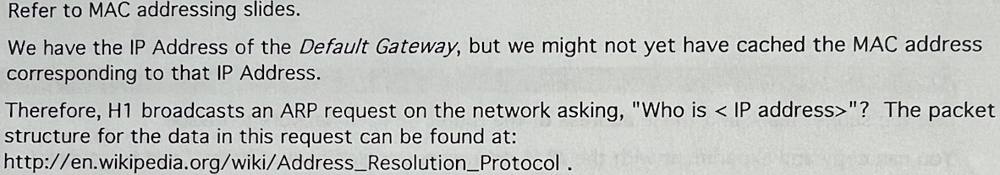 Refer to MAC addressing slides.
We have the IP Address of the Default Gateway, but we might not yet have cached the MAC address
corresponding to that IP Address.
Therefore, H1 broadcasts an ARP request on the network asking, "Who is < IP address>"? The packet
structure for the data in this request can be found at:
http://en.wikipedia.org/wiki/Address_Resolution_Protocol .